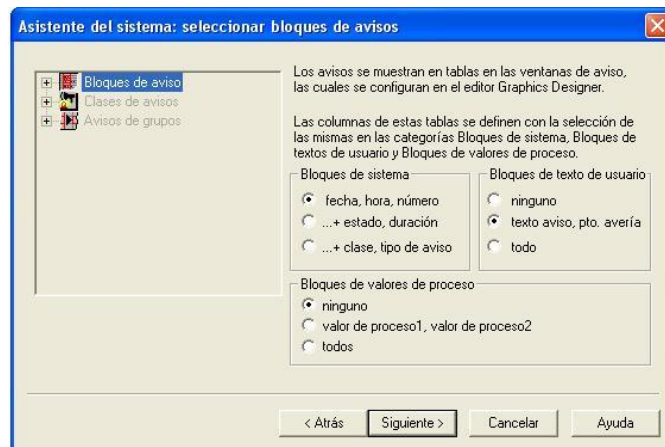 Asistente del sistema: seleccionar bloques de avisos
Bloques de aviso
Clases de avisos
Avisos de grupos
Los avisos se muestran en tablas en las ventanas de aviso,
las cuales se configuran en el editor Graphics Designer.
Las columnas de estas tablas se definen con la selección de
las mismas en las categorías Bloques de sistema, Bloques de
textos de usuario y Bloques de valores de proceso.
Bloques de sistema
fecha, hora, número
...+ estado, duración
...+ clase, tipo de aviso
Bloques de texto de usuario
ninguno
texto aviso, pto. avería
todo
Bloques de valores de proceso
ninguno
valor de proceso1, valor de proceso2
todos
< Atrás
Siguiente >
Cancelar
Ayuda